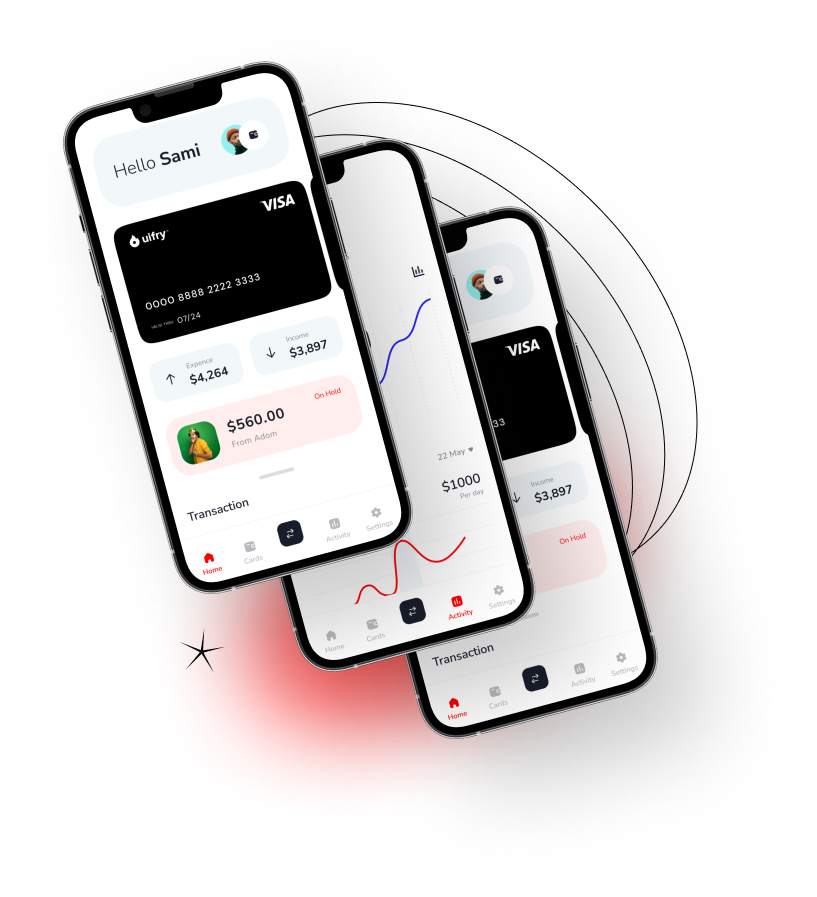 Hello Sami
uifry
VISA
0000 8888 2222 3333
VALID THRU 07/24
Expence
$4,264
Income
$3,897
On Hold
$560.00
From Adom
Transaction
Home
Cards
Activity
Settings
22 May
$1000
Per day
Home
Cards
Activity
Settings
VISA
33
Income
$3,897
On Hold
Transaction
Home
Cards
Activity
Settings